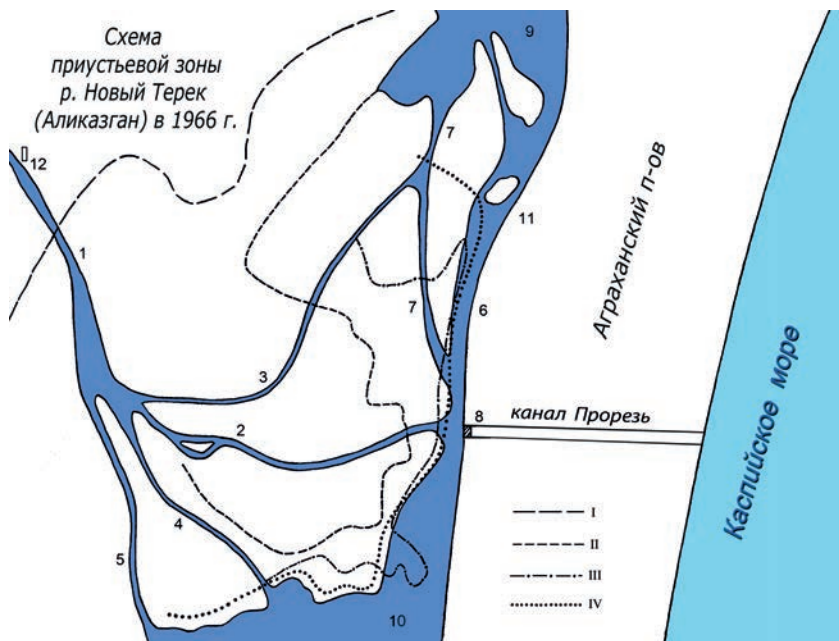 Схема
приустьевой зоны
р. Новый Терек
(Аликазган) в 1966 г.
9
7
12
11
1
Аграханский п-ов
6
7
3
Каспийское море
8
канал Прорезь
2
4
5
I
II
III
IV
10